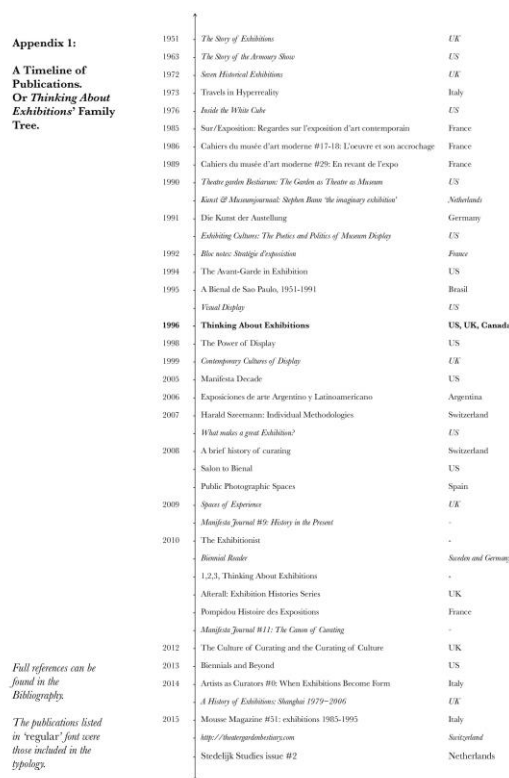 Appendix 1:
A Timeline of
Publications.
Or Thinking About
Exhibitions' Family
Tree.
1951 The Story of Exhibitions UK
1963 The Story of the Armoury Show US
1972 Seven Historical Exhibitions UK
1973 Travels in Hyperreality Italy
1976 Inside the White Cube US
1985 Sur/Exposition: Regardes sur l'exposition d'art contemporain France
1986 Cahiers du musée d'art moderne #17-18: L'oeuvre et son accrochage France
1989 Cahiers du musée d'art moderne #29: En revant de l'expo France
1990 Theatre garden Bestiarum: The Garden as Theatre as Museum US
Kunst & Museumjournaal: Stephen Bann 'the imaginary exhibition' Netherlands
1991 Die Kunst der Austellung Germany
Exhibiting Cultures: The Poetics and Politics of Museum Display US
1992 Bloc notes: Stratégie d'exposition France
1994 The Avant-Garde in Exhibition US
1995 A Bienal de Sao Paulo, 1951-1991 Brasil
Visual Display US
1996 Thinking About Exhibitions US, UK, Canada
1998 The Power of Display US
1999 Contemporary Cultures of Display UK
2005 Manifesta Decade US
2006 Exposiciones de arte Argentino y Latinoamericano Argentina
2007 Harald Szeemann: Individual Methodologies Switzerland
What makes a great Exhibition? US
2008 A brief history of curating Switzerland
Salon to Bienal US
Public Photographic Spaces Spain
2009 Spaces of Experience UK
Manifesta Journal #9: History in the Present -
2010 The Exhibitionist -
Biennial Reader Sweden and Germany
1,2,3, Thinking About Exhibitions -
Afterall: Exhibition Histories Series UK
Pompidou Histoire des Expositions France
Manifesta Journal #11: The Canon of Curating -
2012 The Culture of Curating and the Curating of Culture UK
2013 Biennials and Beyond US
2014 Artists as Curators #0: When Exhibitions Become Form Italy
A History of Exhibitions: Shanghai 1979–2006 UK
2015 Mousse Magazine #51: exhibitions 1985-1995 Italy
http://theatergardenbestiary.com Switzerland
Stedelijk Studies issue #2 Netherlands
Full references can be
found in the
Bibliography.
The publications listed
in 'regular' font were
those included in the
typology.